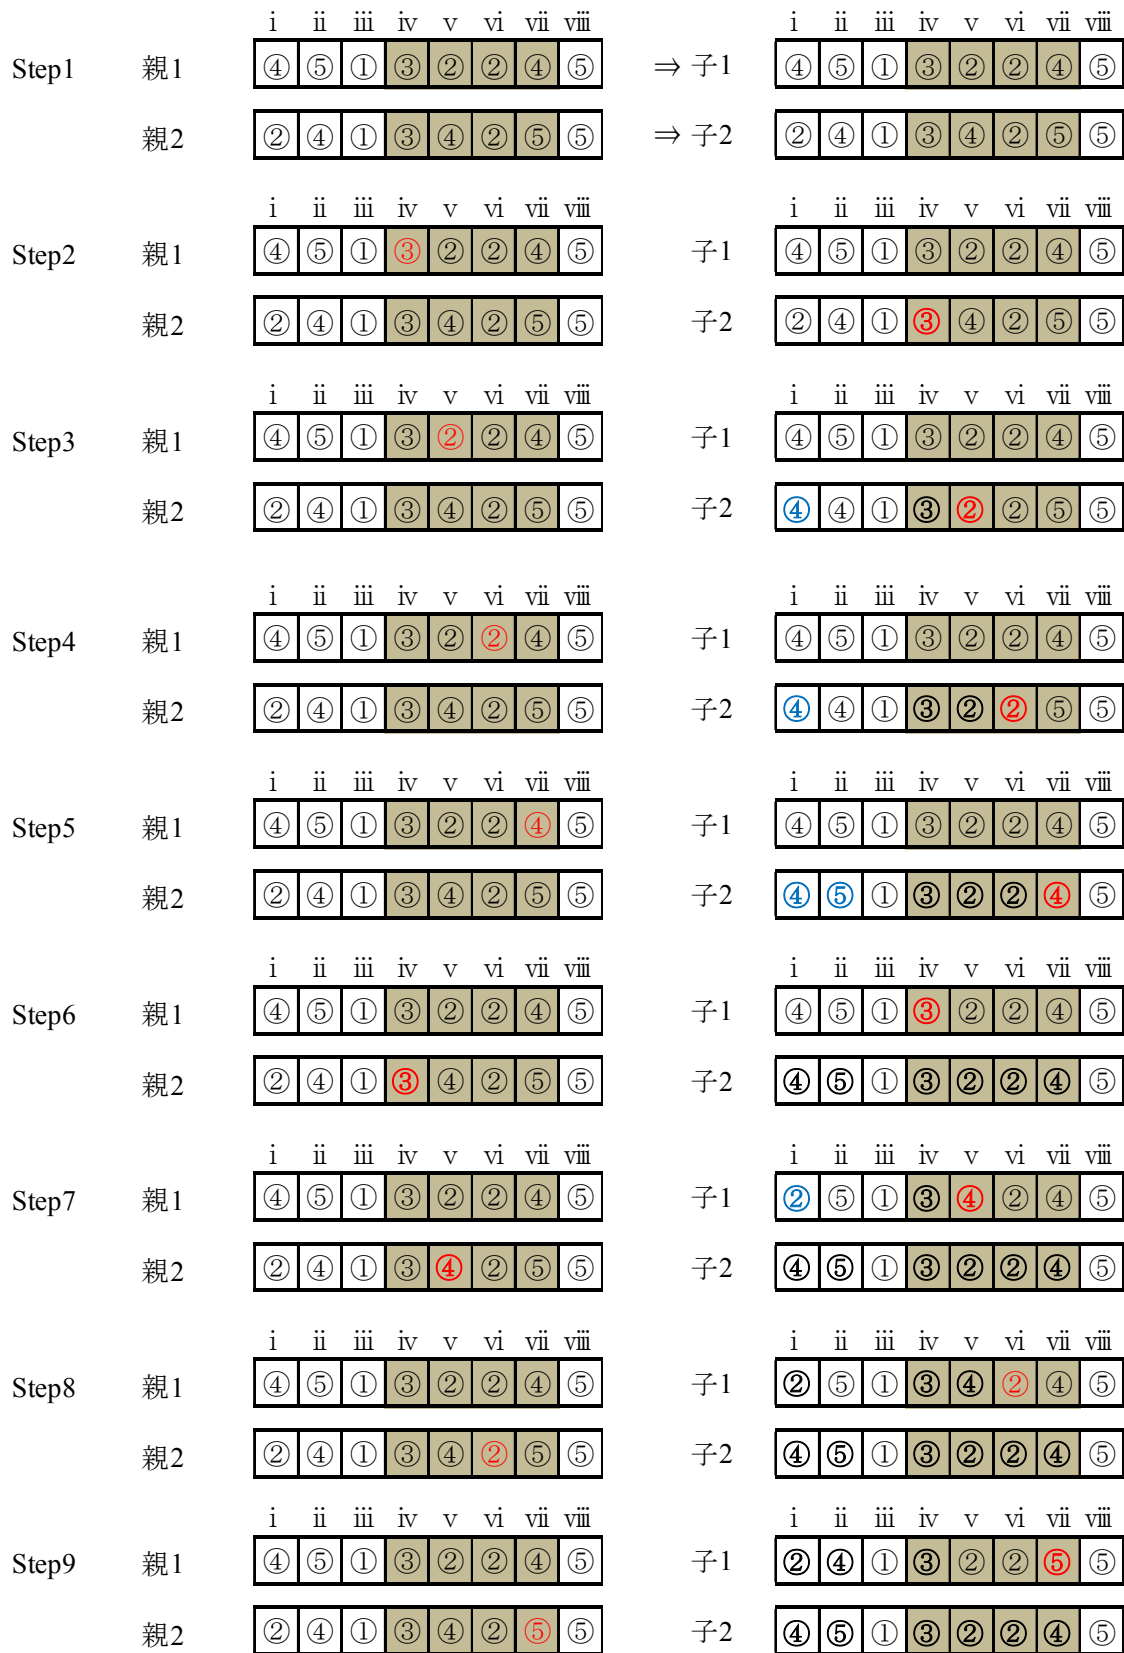 ⅰ ⅱ ⅲ ⅳ ⅴ ⅵ ⅶ ⅷ ⅰ ⅱ ⅲ ⅳ ⅴ ⅵ ⅶ ⅷ
Step1 親1 ④ ⑤ ① ③ ② ② ④ ⑤ ⇒ 子1 ④ ⑤ ① ③ ② ② ④ ⑤
親2 ② ④ ① ③ ④ ② ⑤ ⑤ ⇒ 子2 ② ④ ① ③ ④ ② ⑤ ⑤
ⅰ ⅱ ⅲ ⅳ ⅴ ⅵ ⅶ ⅷ ⅰ ⅱ ⅲ ⅳ ⅴ ⅵ ⅶ ⅷ
Step2 親1 ④ ⑤ ① ③ ② ② ④ ⑤ 子1 ④ ⑤ ① ③ ② ② ④ ⑤
親2 ② ④ ① ③ ④ ② ⑤ ⑤ 子2 ② ④ ① ③ ④ ② ⑤ ⑤
ⅰ ⅱ ⅲ ⅳ ⅴ ⅵ ⅶ ⅷ ⅰ ⅱ ⅲ ⅳ ⅴ ⅵ ⅶ ⅷ
Step3 親1 ④ ⑤ ① ③ ② ② ④ ⑤ 子1 ④ ⑤ ① ③ ② ② ④ ⑤
親2 ② ④ ① ③ ④ ② ⑤ ⑤ 子2 ④ ④ ① ③ ② ② ⑤ ⑤
ⅰ ⅱ ⅲ ⅳ ⅴ ⅵ ⅶ ⅷ ⅰ ⅱ ⅲ ⅳ ⅴ ⅵ ⅶ ⅷ
Step4 親1 ④ ⑤ ① ③ ② ② ④ ⑤ 子1 ④ ⑤ ① ③ ② ② ④ ⑤
親2 ② ④ ① ③ ④ ② ⑤ ⑤ 子2 ④ ④ ① ③ ② ② ⑤ ⑤
ⅰ ⅱ ⅲ ⅳ ⅴ ⅵ ⅶ ⅷ ⅰ ⅱ ⅲ ⅳ ⅴ ⅵ ⅶ ⅷ
Step5 親1 ④ ⑤ ① ③ ② ② ④ ⑤ 子1 ④ ⑤ ① ③ ② ② ④ ⑤
親2 ② ④ ① ③ ④ ② ⑤ ⑤ 子2 ④ ⑤ ① ③ ② ② ④ ⑤
ⅰ ⅱ ⅲ ⅳ ⅴ ⅵ ⅶ ⅷ ⅰ ⅱ ⅲ ⅳ ⅴ ⅵ ⅶ ⅷ
Step6 親1 ④ ⑤ ① ③ ② ② ④ ⑤ 子1 ④ ⑤ ① ③ ② ② ④ ⑤
親2 ② ④ ① ③ ④ ② ⑤ ⑤ 子2 ④ ⑤ ① ③ ② ② ④ ⑤
ⅰ ⅱ ⅲ ⅳ ⅴ ⅵ ⅶ ⅷ ⅰ ⅱ ⅲ ⅳ ⅴ ⅵ ⅶ ⅷ
Step7 親1 ④ ⑤ ① ③ ② ② ④ ⑤ 子1 ② ⑤ ① ③ ④ ② ④ ⑤
親2 ② ④ ① ③ ④ ② ⑤ ⑤ 子2 ④ ⑤ ① ③ ② ② ④ ⑤
ⅰ ⅱ ⅲ ⅳ ⅴ ⅵ ⅶ ⅷ ⅰ ⅱ ⅲ ⅳ ⅴ ⅵ ⅶ ⅷ
Step8 親1 ④ ⑤ ① ③ ② ② ④ ⑤ 子1 ② ⑤ ① ③ ④ ② ④ ⑤
親2 ② ④ ① ③ ④ ② ⑤ ⑤ 子2 ④ ⑤ ① ③ ② ② ④ ⑤
ⅰ ⅱ ⅲ ⅳ ⅴ ⅵ ⅶ ⅷ ⅰ ⅱ ⅲ ⅳ ⅴ ⅵ ⅶ ⅷ
Step9 親1 ④ ⑤ ① ③ ② ② ④ ⑤ 子1 ② ④ ① ③ ② ② ⑤ ⑤
親2 ② ④ ① ③ ④ ② ⑤ ⑤ 子2 ④ ⑤ ① ③ ② ② ④ ⑤